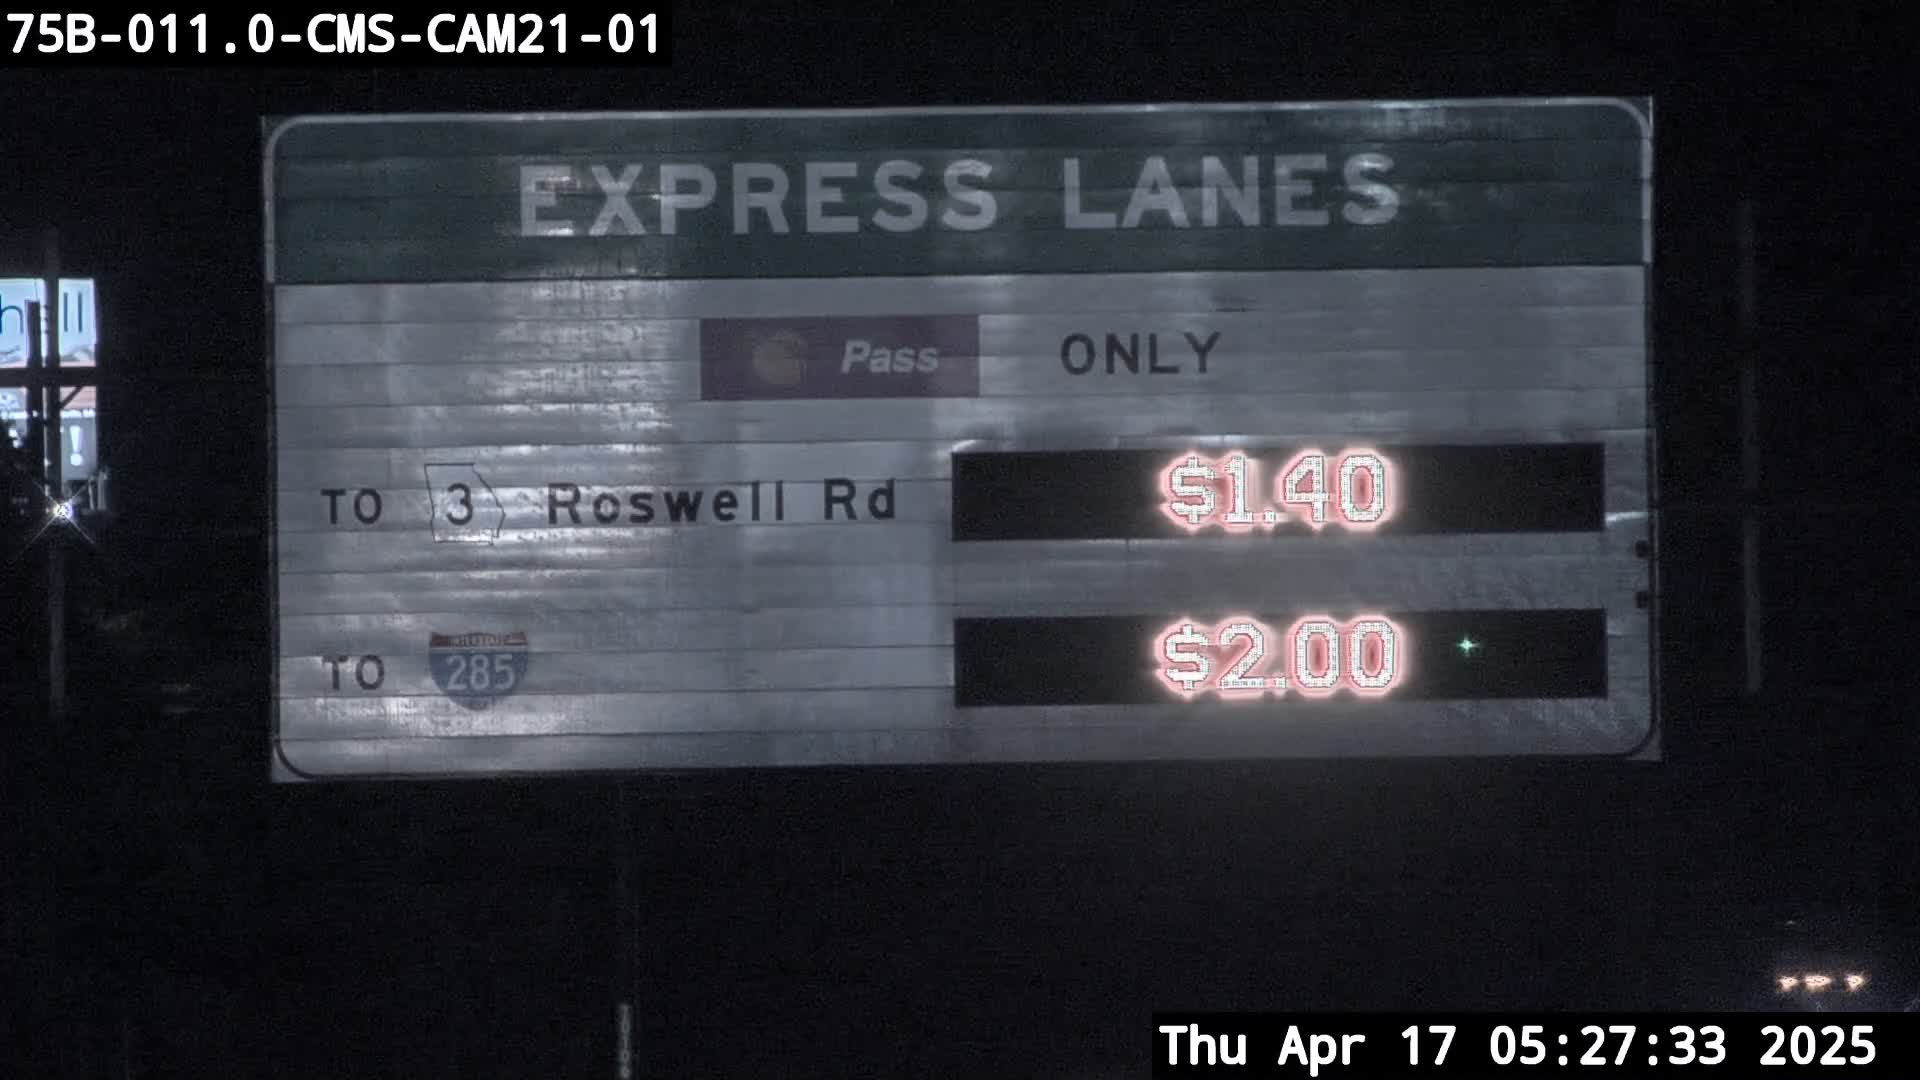 75B-011.0-CMS-CAM21-01
EXPRESS LANES
Pass ONLY
TO 3 Roswell Rd $1.40
TO 285 $2.00
Thu Apr 17 05:27:33 2025